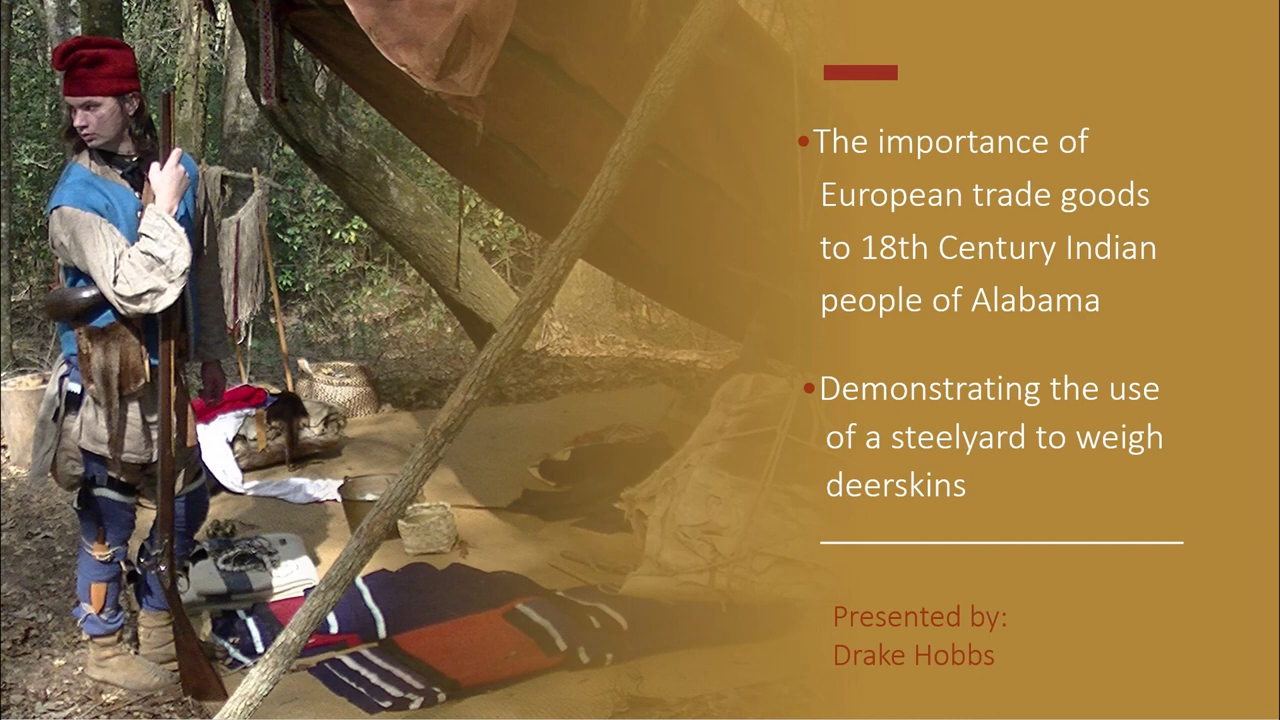 •The importance of
European trade goods
to 18th Century Indian
people of Alabama
•Demonstrating the use
of a steelyard to weigh
deerskins
Presented by:
Drake Hobbs